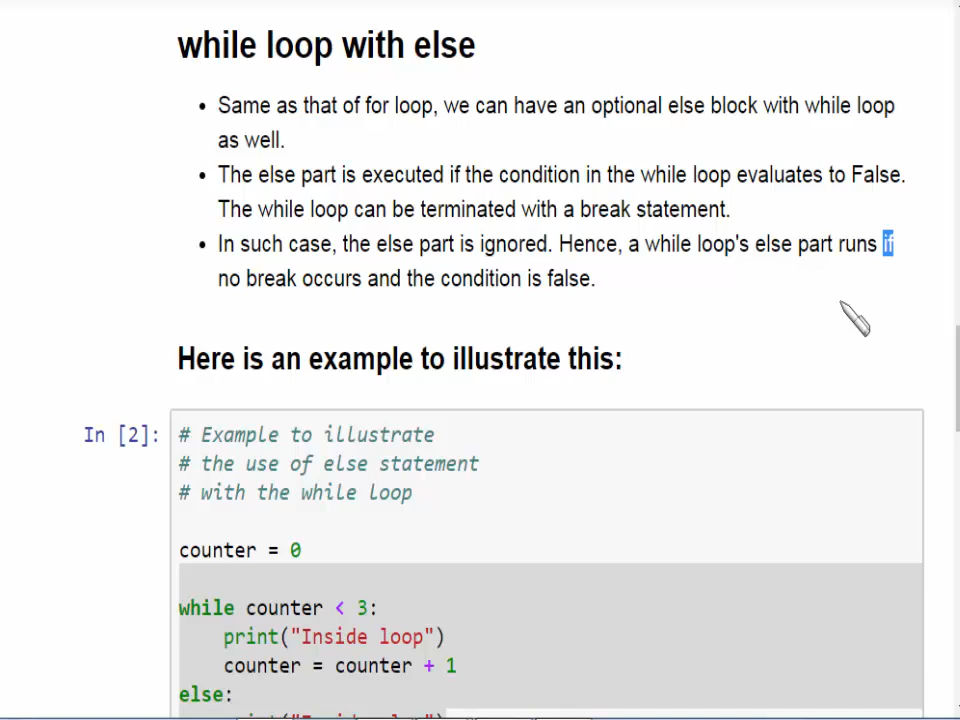 while loop with else
• Same as that of for loop, we can have an optional else block with while loop
as well.
• The else part is executed if the condition in the while loop evaluates to False.
The while loop can be terminated with a break statement.
• In such case, the else part is ignored. Hence, a while loop's else part runs if
no break occurs and the condition is false.
Here is an example to illustrate this:
In [2]:
# Example to illustrate
# the use of else statement
# with the while loop
counter = 0
while counter < 3:
    print("Inside loop")
    counter = counter + 1
else: